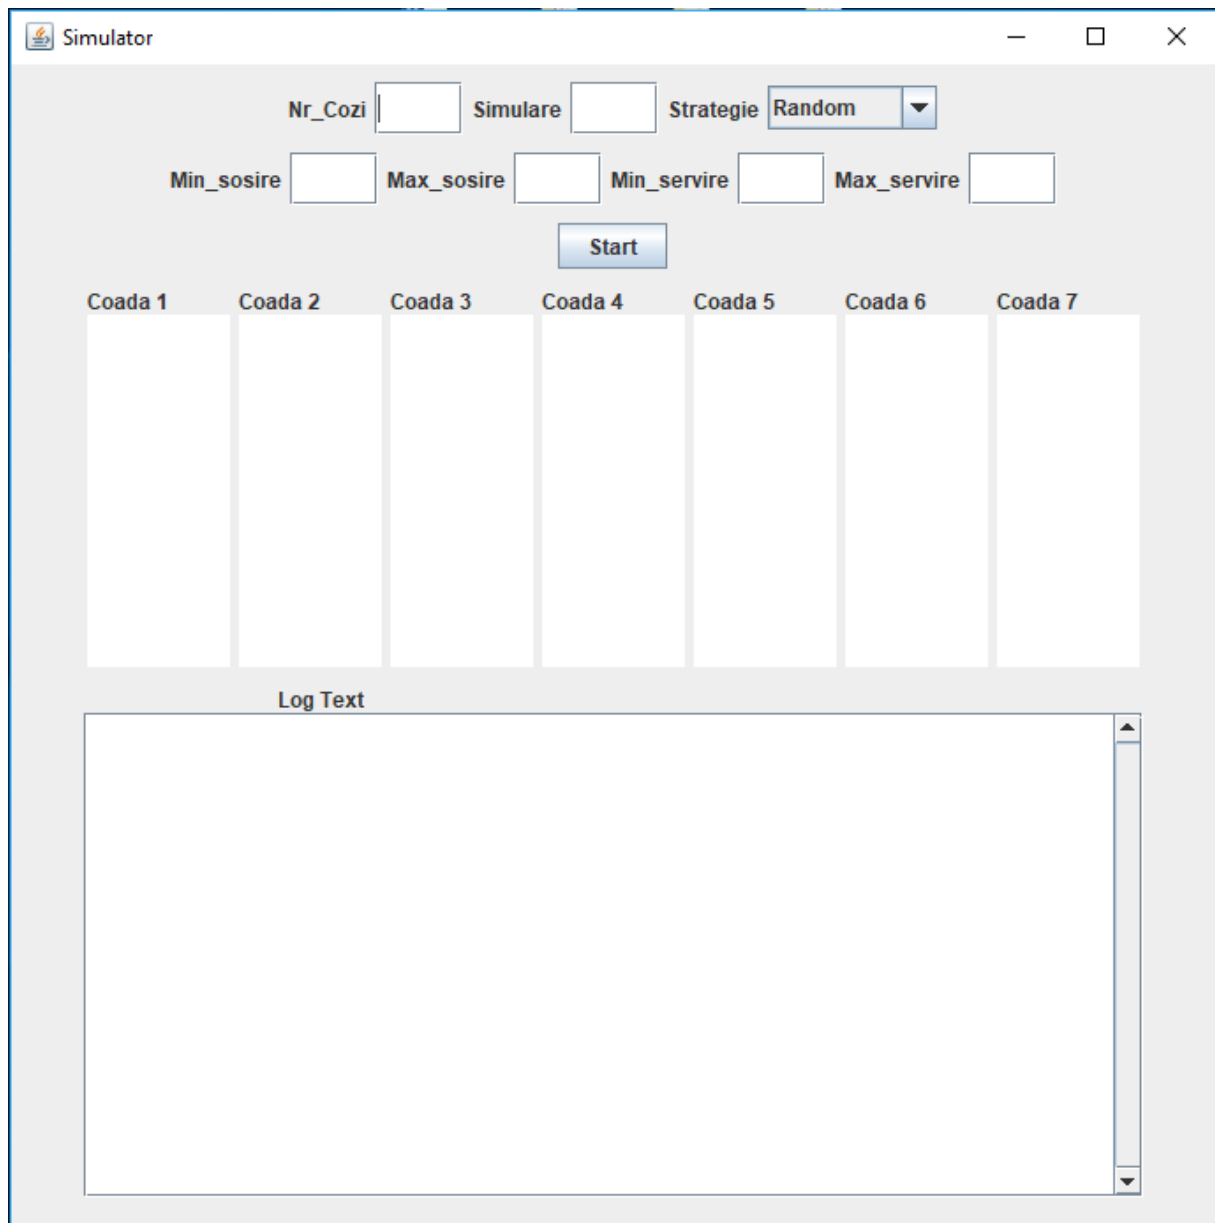 Simulator
Nr_Cozi Simulare Strategie Random
Min_sosire Max_sosire Min_servire Max_servire
Start
Coada 1 Coada 2 Coada 3 Coada 4 Coada 5 Coada 6 Coada 7
Log Text